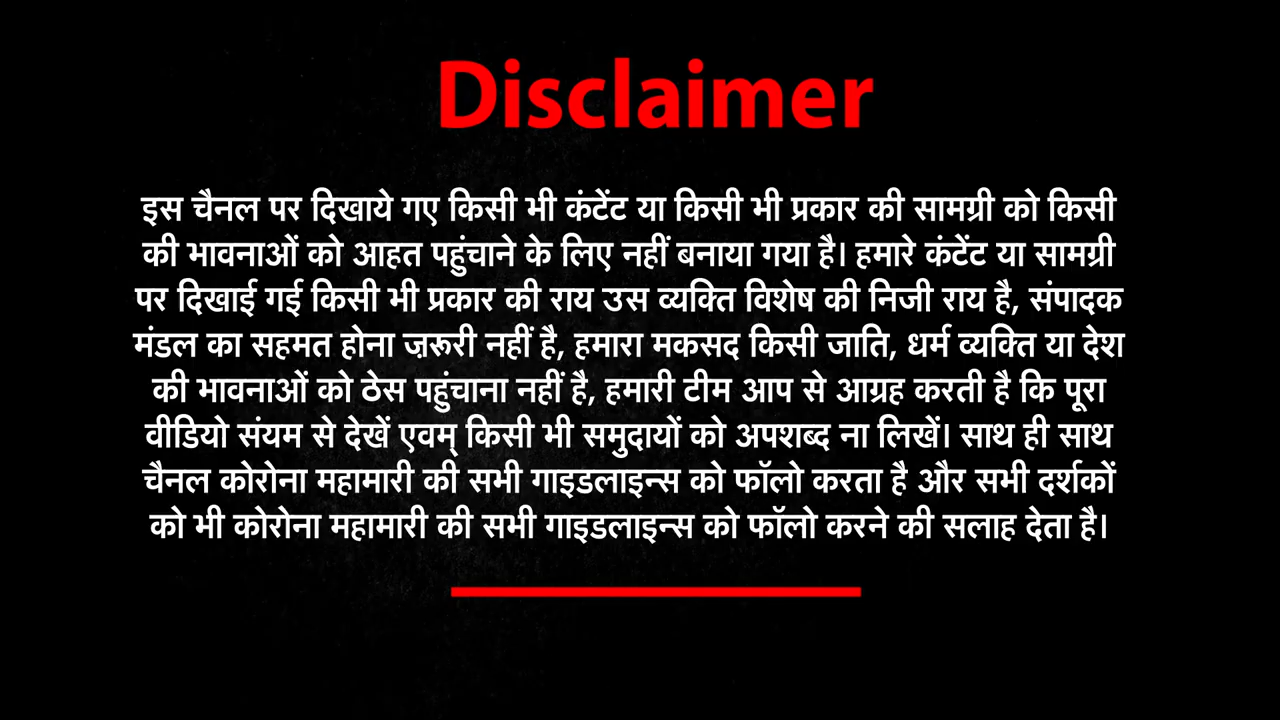 Disclaimer
इस चैनल पर दिखाये गए किसी भी कंटेंट या किसी भी प्रकार की सामग्री को किसी
की भावनाओं को आहत पहुंचाने के लिए नहीं बनाया गया है। हमारे कंटेंट या सामग्री
पर दिखाई गई किसी भी प्रकार की राय उस व्यक्ति विशेष की निजी राय है, संपादक
मंडल का सहमत होना ज़रूरी नहीं है, हमारा मकसद किसी जाति, धर्म व्यक्ति या देश
की भावनाओं को ठेस पहुंचाना नहीं है, हमारी टीम आप से आग्रह करती है कि पूरा
वीडियो संयम से देखें एवम् किसी भी समुदायों को अपशब्द ना लिखें। साथ ही साथ
चैनल कोरोना महामारी की सभी गाइडलाइन्स को फॉलो करता है और सभी दर्शकों
को भी कोरोना महामारी की सभी गाइडलाइन्स को फॉलो करने की सलाह देता है।